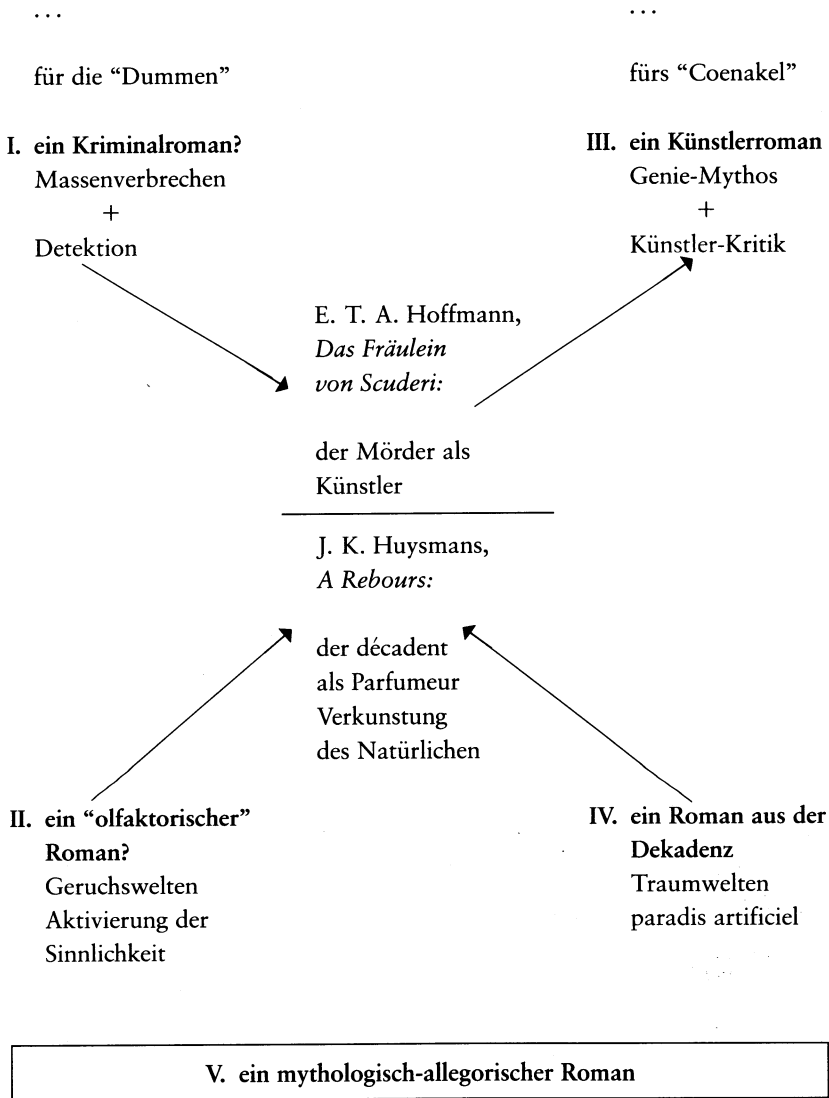 ...
für die “Dummen”
I. ein Kriminalroman?
Massenverbrechen
+
Detektion
...
fürs “Coenakel”
III. ein Künstlerroman
Genie-Mythos
+
Künstler-Kritik
E. T. A. Hoffmann,
Das Fräulein
von Scuderi:
der Mörder als
Künstler
J. K. Huysmans,
A Rebours:
der décadent
als Parfumeur
Verkunstung
des Natürlichen
II. ein “olfaktorischer”
Roman?
Geruchswelten
Aktivierung der
Sinnlichkeit
IV. ein Roman aus der
Dekadenz
Traumwelten
paradis artificiel
V. ein mythologisch-allegorischer Roman